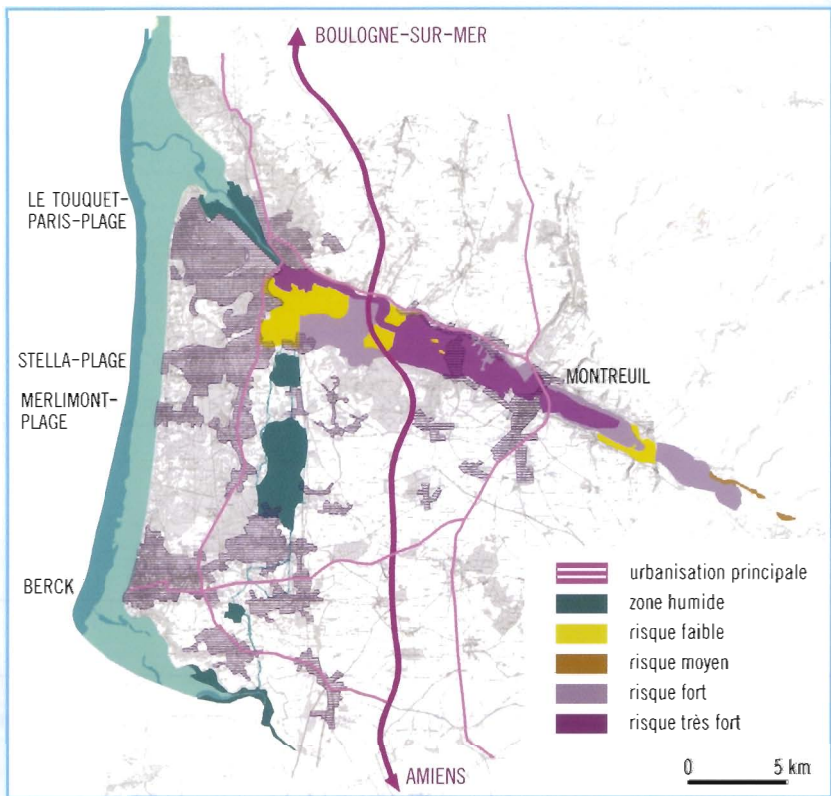 BOULOGNE-SUR-MER
LE TOUQUET-
PARIS-PLAGE
STELLA-PLAGE
MERLIMONT-
PLAGE
MONTREUIL
BERCK
urbanisation principale
zone humide
risque faible
risque moyen
risque fort
risque très fort
0 5 km
AMIENS